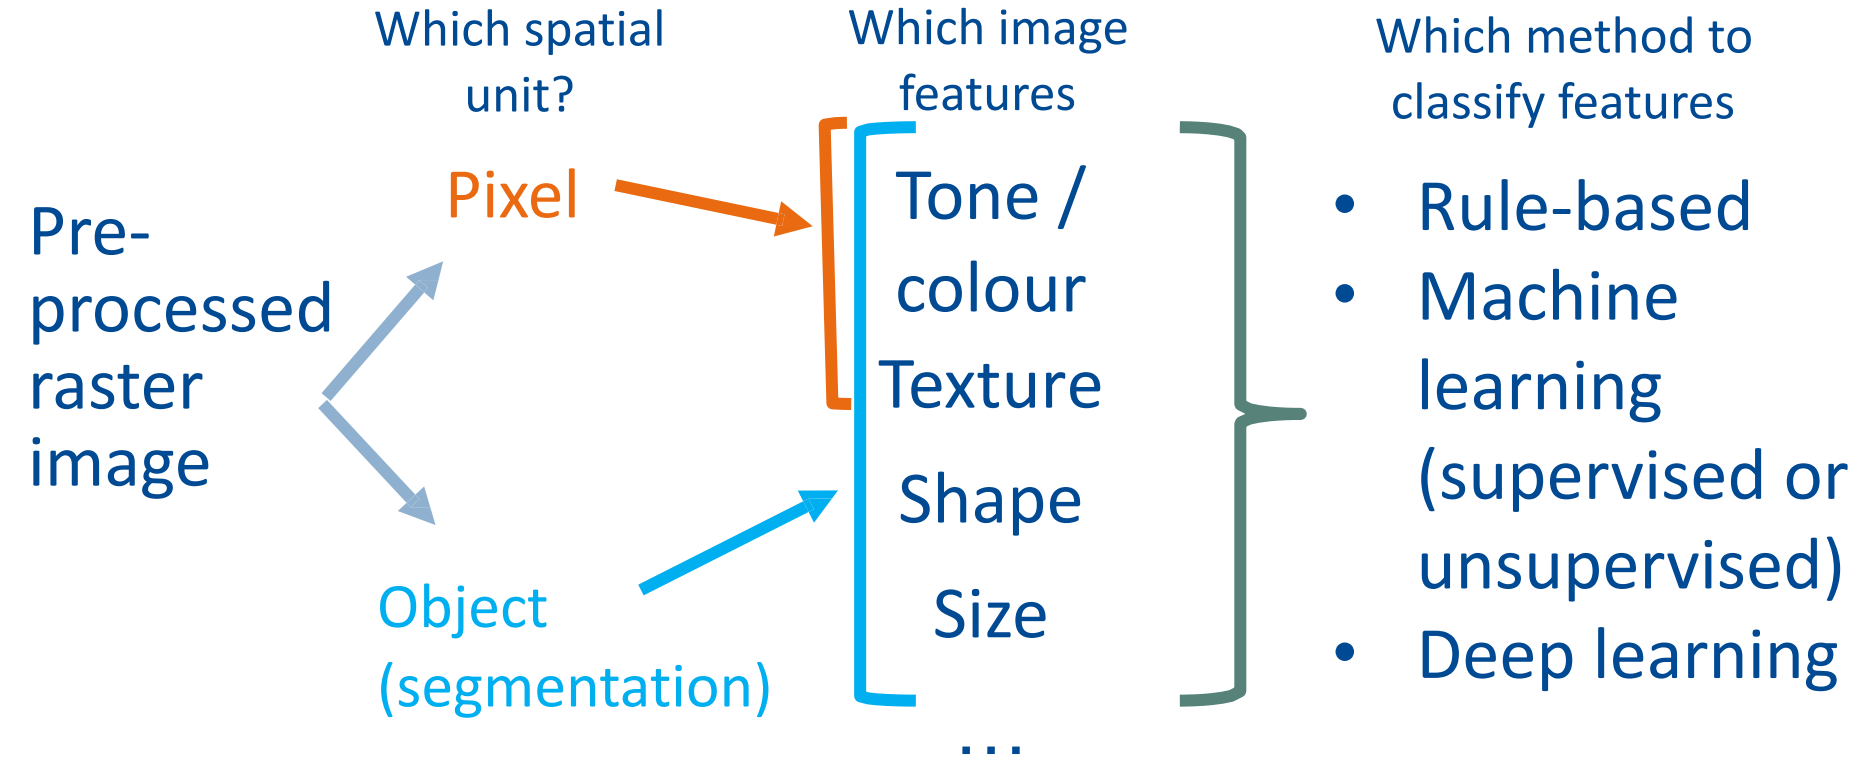 Which spatial
unit?
Which image
features
Which method to
classify features
Pre-
processed
raster
image
Pixel
Object
(segmentation)
Tone /
colour
Texture
Shape
Size
...
• Rule-based
• Machine
learning
(supervised or
unsupervised)
• Deep learning